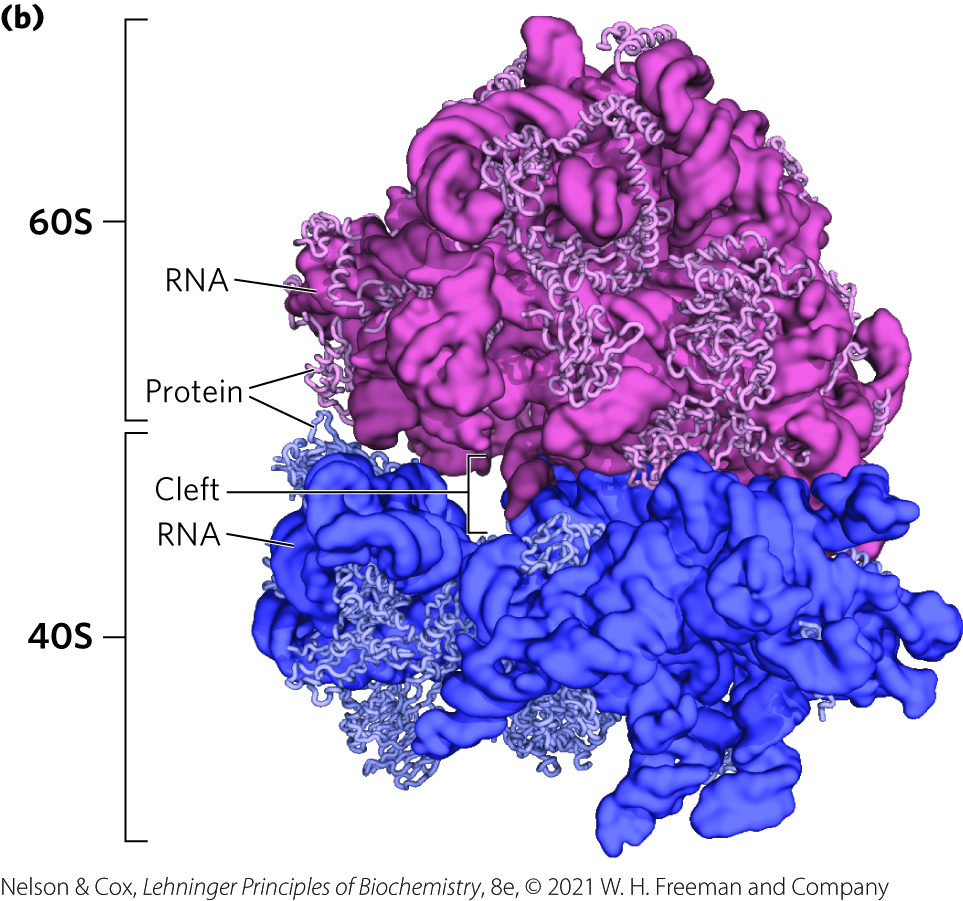 (b)
60S
RNA
Protein
Cleft
RNA
40S
Nelson & Cox, Lehninger Principles of Biochemistry, 8e, © 2021 W. H. Freeman and Company